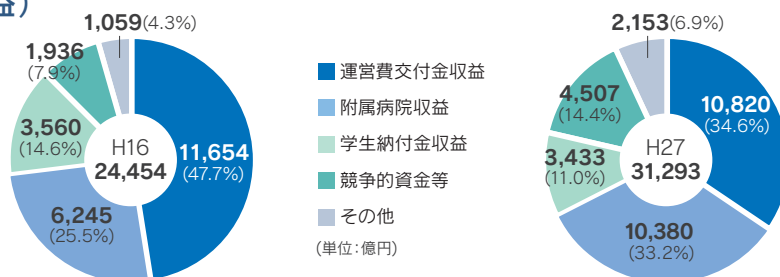 益)
1,059(4.3%)
1,936
(7.9%)
3,560
(14.6%)
H16
24,454
11,654
(47.7%)
6,245
(25.5%)
運営費交付金収益
附属病院収益
学生納付金収益
競争的資金等
その他
(単位:億円)
2,153(6.9%)
4,507
(14.4%)
3,433
(11.0%)
H27
31,293
10,820
(34.6%)
10,380
(33.2%)